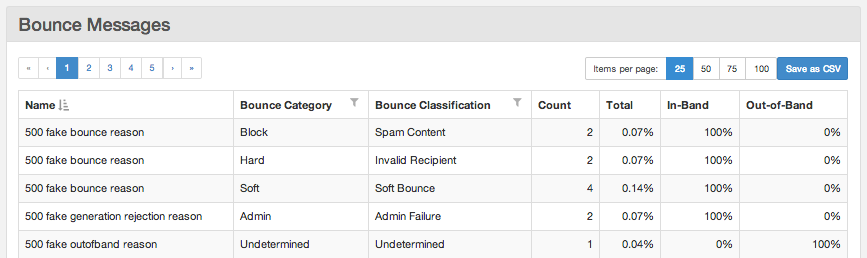 Bounce Messages
« ‹ 1 2 3 4 5 › » Items per page: 25 50 75 100 Save as CSV
Name Bounce Category Bounce Classification Count Total In-Band Out-of-Band
500 fake bounce reason Block Spam Content 2 0.07% 100% 0%
500 fake bounce reason Hard Invalid Recipient 2 0.07% 100% 0%
500 fake bounce reason Soft Soft Bounce 4 0.14% 100% 0%
500 fake generation rejection reason Admin Admin Failure 2 0.07% 100% 0%
500 fake outofband reason Undetermined Undetermined 1 0.04% 0% 100%